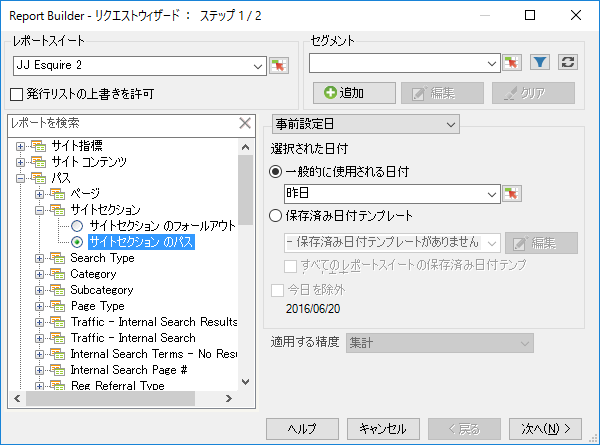 Report Builder - リクエストウィザード： ステップ 1 / 2
レポートスイート
JJ Esquire 2
発行リストの上書きを許可
セグメント
追加
編集
クリア
レポートを検索
サイト指標
サイト コンテンツ
パス
ページ
サイトセクション
サイトセクション のフォールアウト
サイトセクション のパス
Search Type
Category
Subcategory
Page Type
Traffic - Internal Search Results
Traffic - Internal Search
Internal Search Terms - No Resu
Internal Search Page #
Reg Referral Type
事前設定日
選択された日付
一般的に使用される日付
昨日
保存済み日付テンプレート
- 保存済み日付テンプレートがありません
編集
すべてのレポートスイートの保存済み日付テンプ
今日を除外
2016/06/20
適用する精度
集計
ヘルプ
キャンセル
< 戻る
次へ(N) >